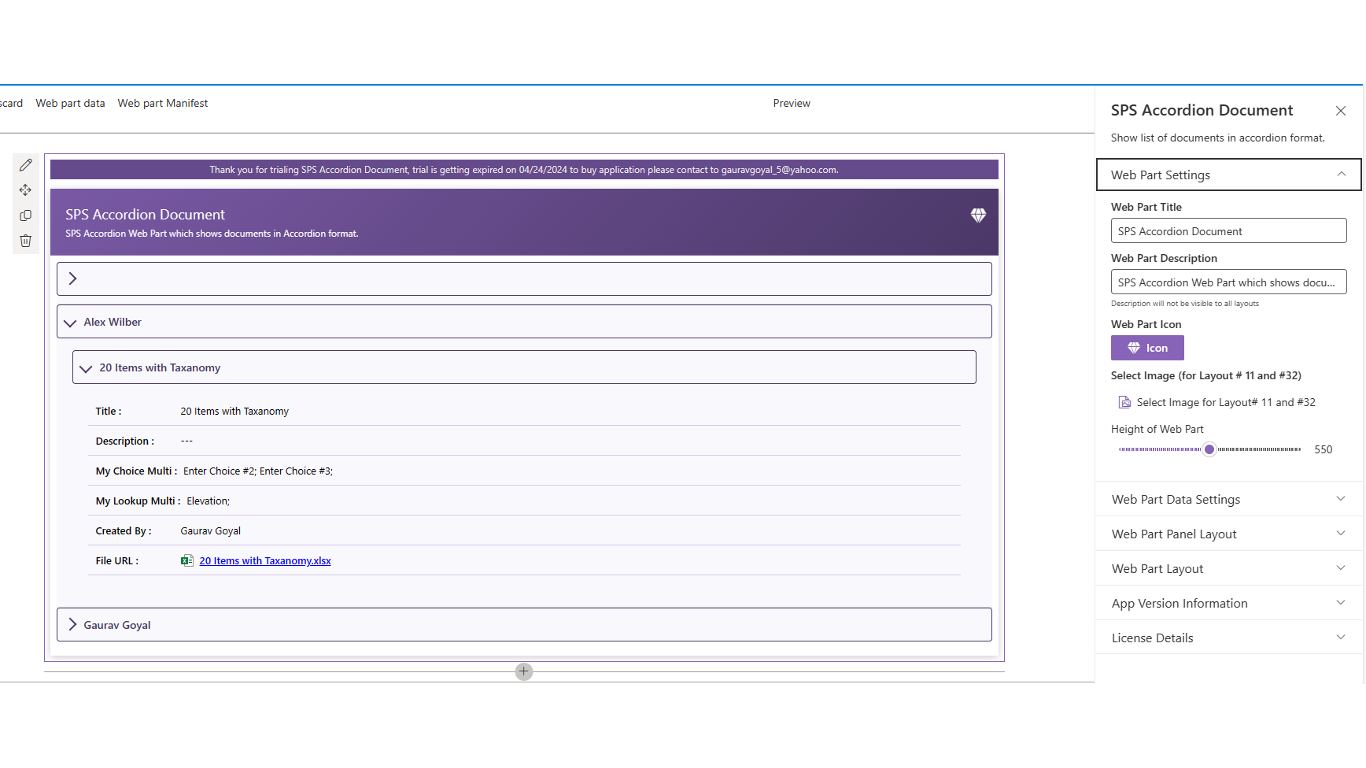 scard Web part data Web part Manifest Preview
Thank you for trialing SPS Accordion Document, trial is getting expired on 04/24/2024 to buy application please contact to gauravgoyal_5@yahoo.com.
SPS Accordion Document
SPS Accordion Web Part which shows documents in Accordion format.
Alex Wilber
20 Items with Taxanomy
Title : 20 Items with Taxanomy
Description : ---
My Choice Multi : Enter Choice #2; Enter Choice #3;
My Lookup Multi : Elevation;
Created By : Gaurav Goyal
File URL : 20 Items with Taxanomy.xlsx
Gaurav Goyal
SPS Accordion Document
Show list of documents in accordion format.
Web Part Settings
Web Part Title
SPS Accordion Document
Web Part Description
SPS Accordion Web Part which shows docu...
Description will not be visible to all layouts
Web Part Icon
Icon
Select Image (for Layout # 11 and #32)
Select Image for Layout# 11 and #32
Height of Web Part
550
Web Part Data Settings
Web Part Panel Layout
Web Part Layout
App Version Information
License Details